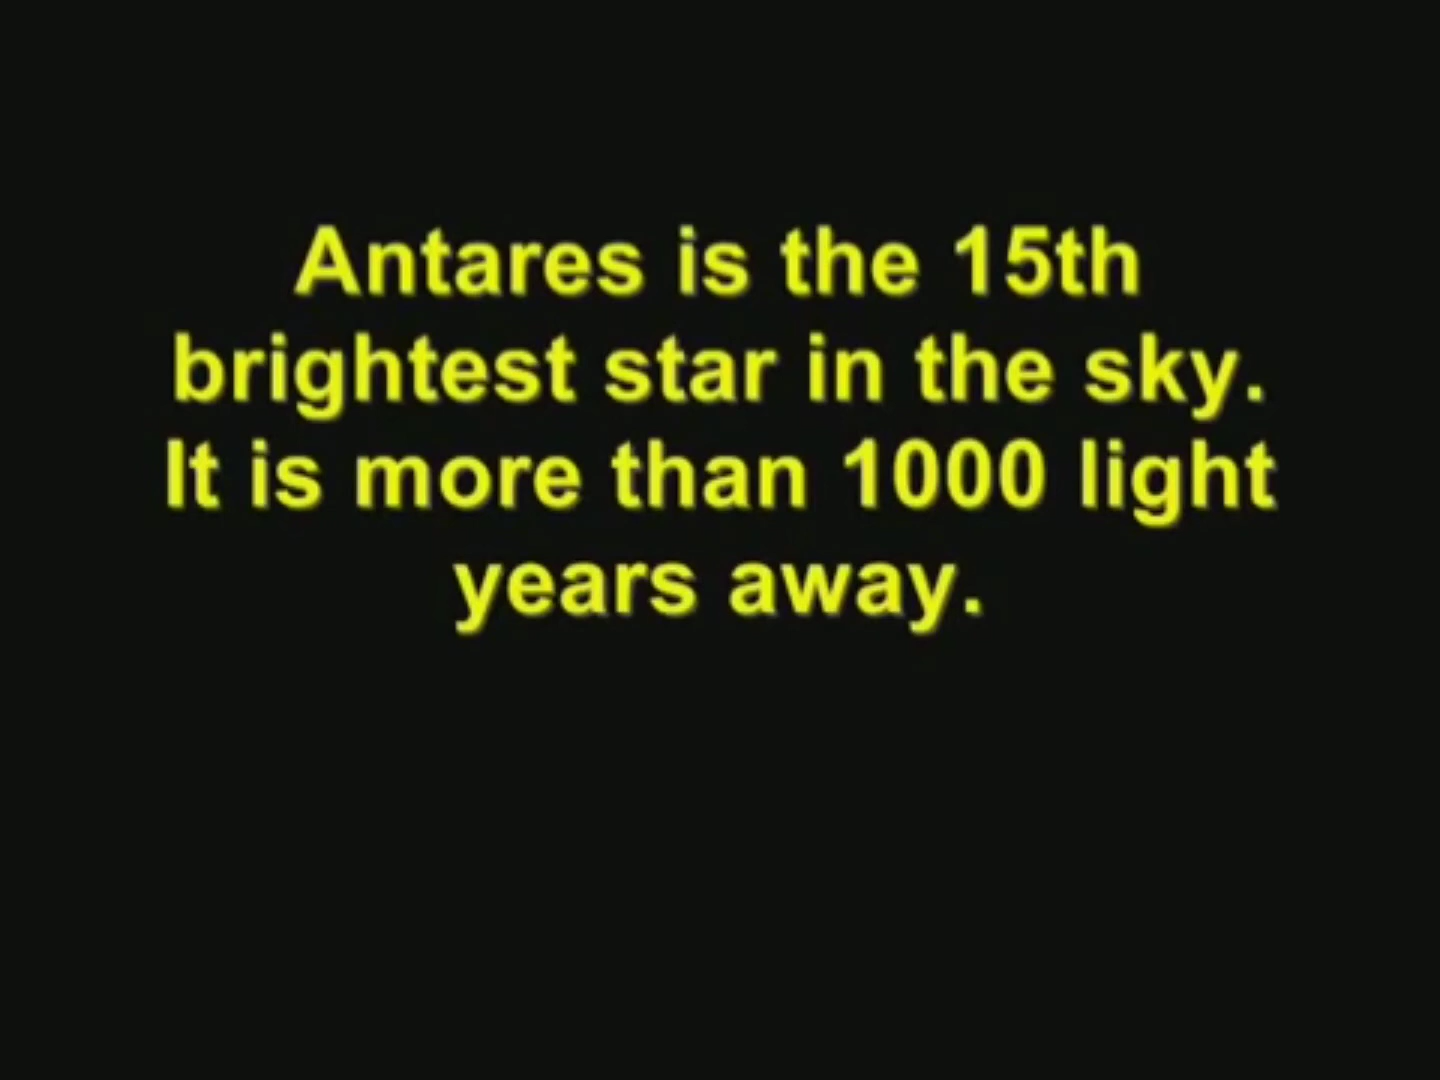 Antares is the 15th
brightest star in the sky.
It is more than 1000 light
years away.